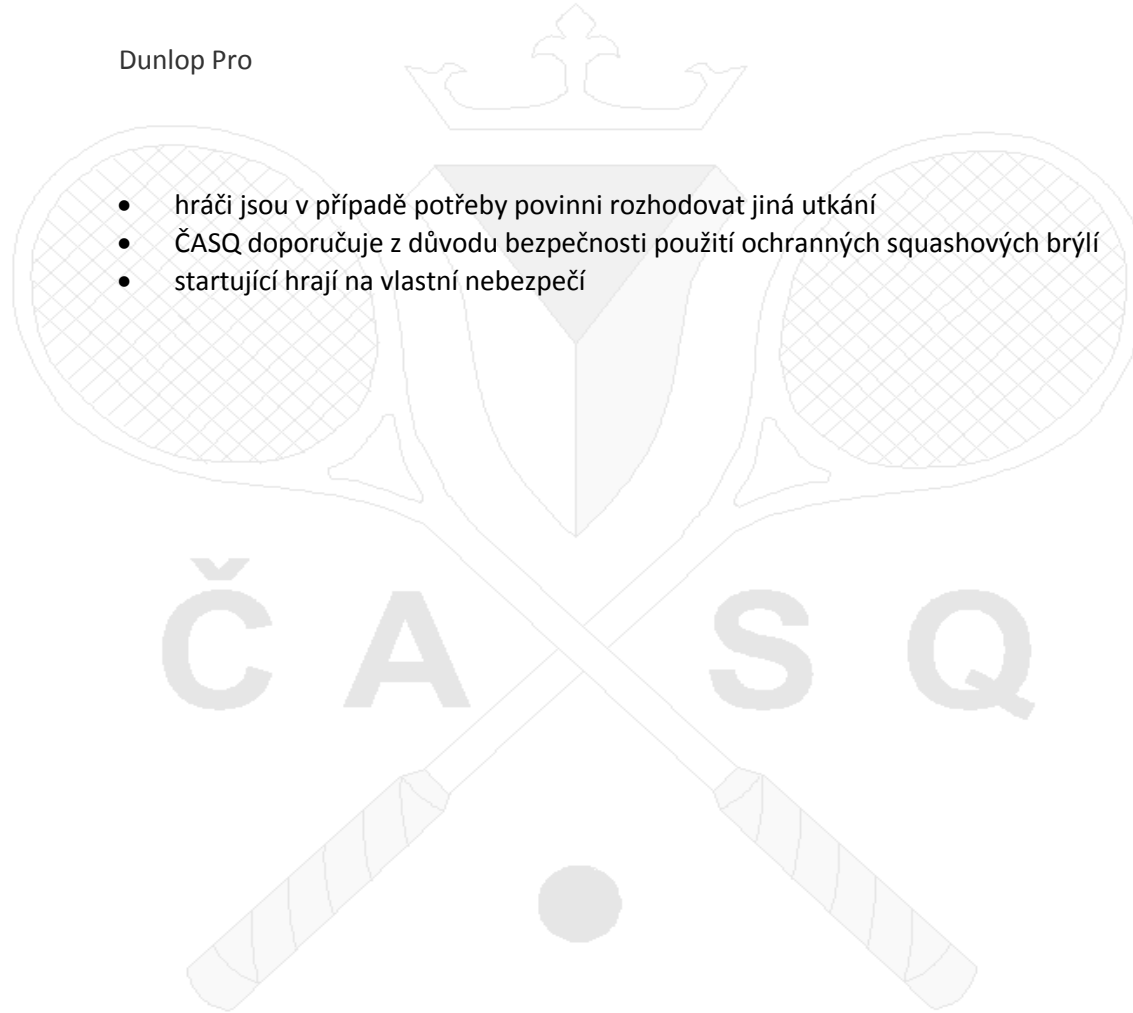 Dunlop Pro
• hráči jsou v případě potřeby povinni rozhodovat jiná utkání
• ČASQ doporučuje z důvodu bezpečnosti použití ochranných squashových brýlí
• startující hrají na vlastní nebezpečí
Č A S Q